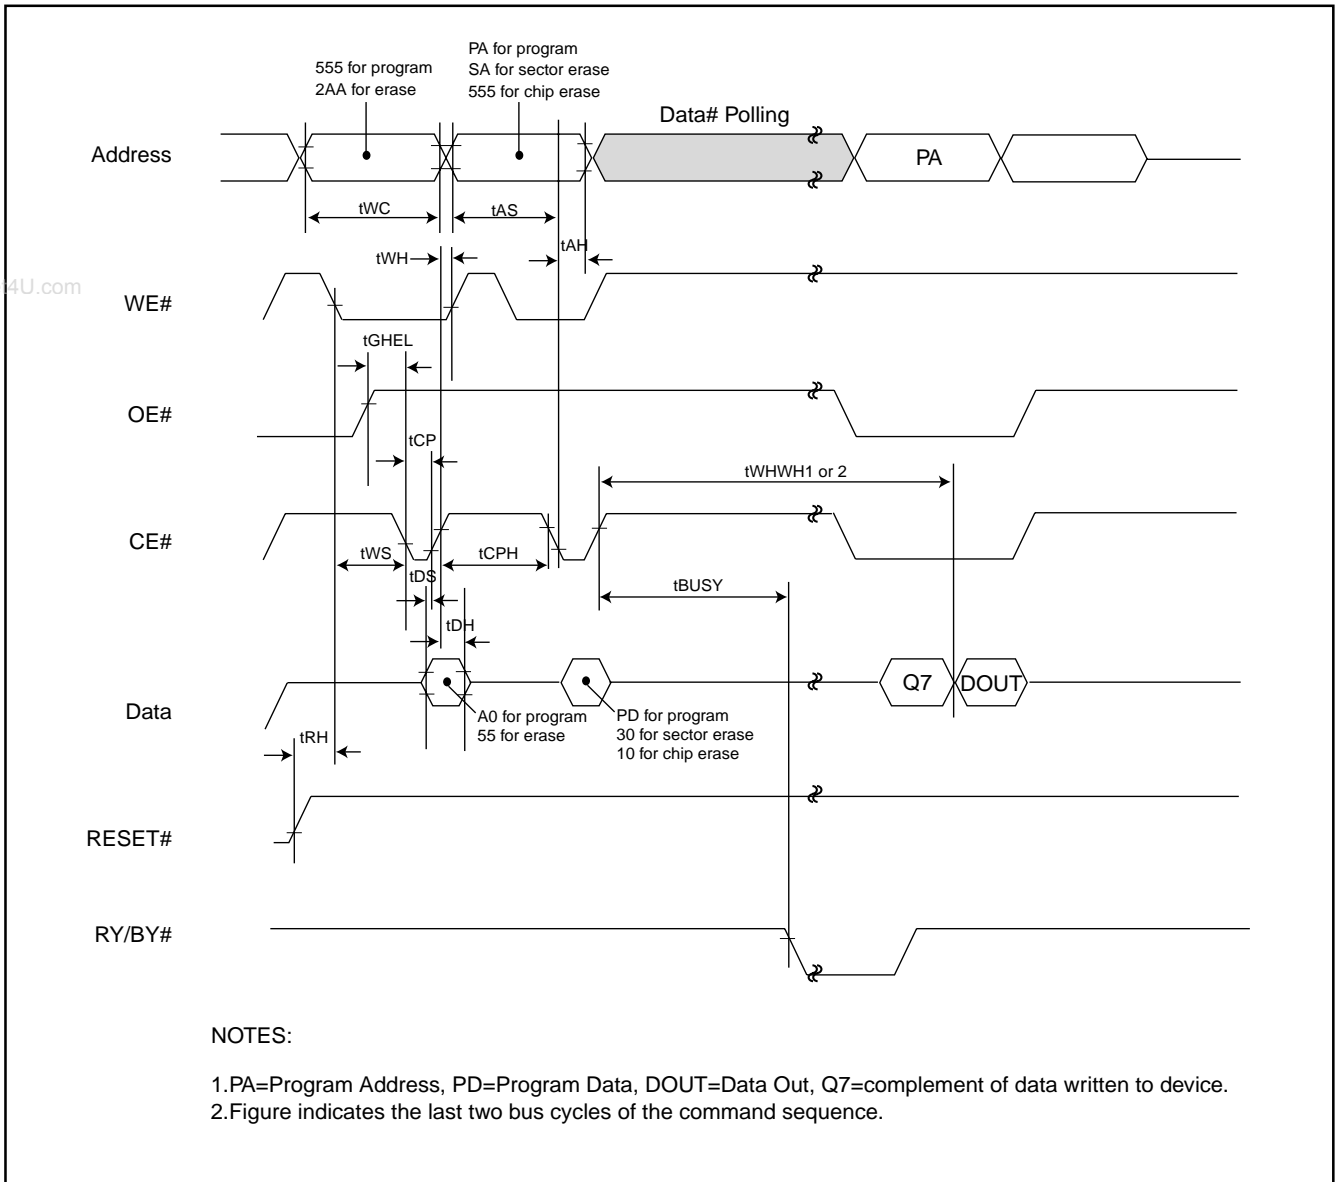 555 for program
2AA for erase
PA for program
SA for sector erase
555 for chip erase
Data# Polling
Address
PA
tWC
tAS
tAH
tWH
t4U.com
WE#
tGHEL
OE#
tCP
tWHWH1 or 2
CE#
tWS
tCPH
tDS
tBUSY
tDH
Q7
DOUT
Data
A0 for program
55 for erase
PD for program
30 for sector erase
10 for chip erase
tRH
RESET#
RY/BY#
NOTES:
1.PA=Program Address, PD=Program Data, DOUT=Data Out, Q7=complement of data written to device.
2.Figure indicates the last two bus cycles of the command sequence.